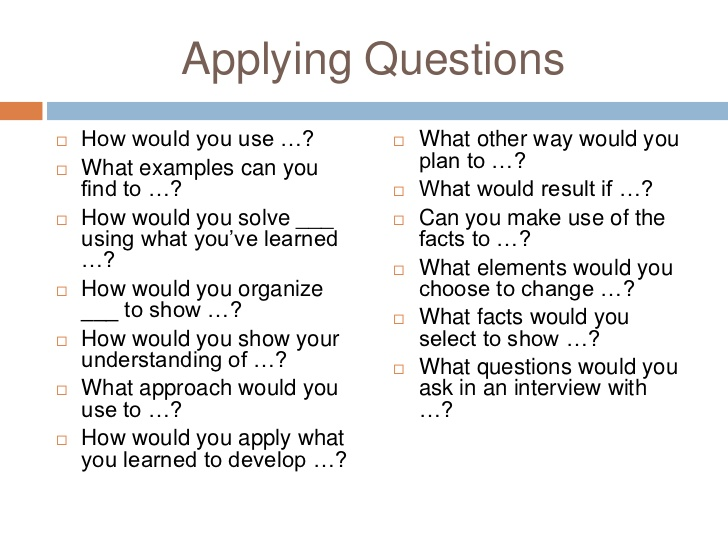 Applying Questions
How would you use …?
What examples can you
find to …?
How would you solve ___
using what you’ve learned
…?
How would you organize
___ to show …?
How would you show your
understanding of …?
What approach would you
use to …?
How would you apply what
you learned to develop …?
What other way would you
plan to …?
What would result if …?
Can you make use of the
facts to …?
What elements would you
choose to change …?
What facts would you
select to show …?
What questions would you
ask in an interview with
…?